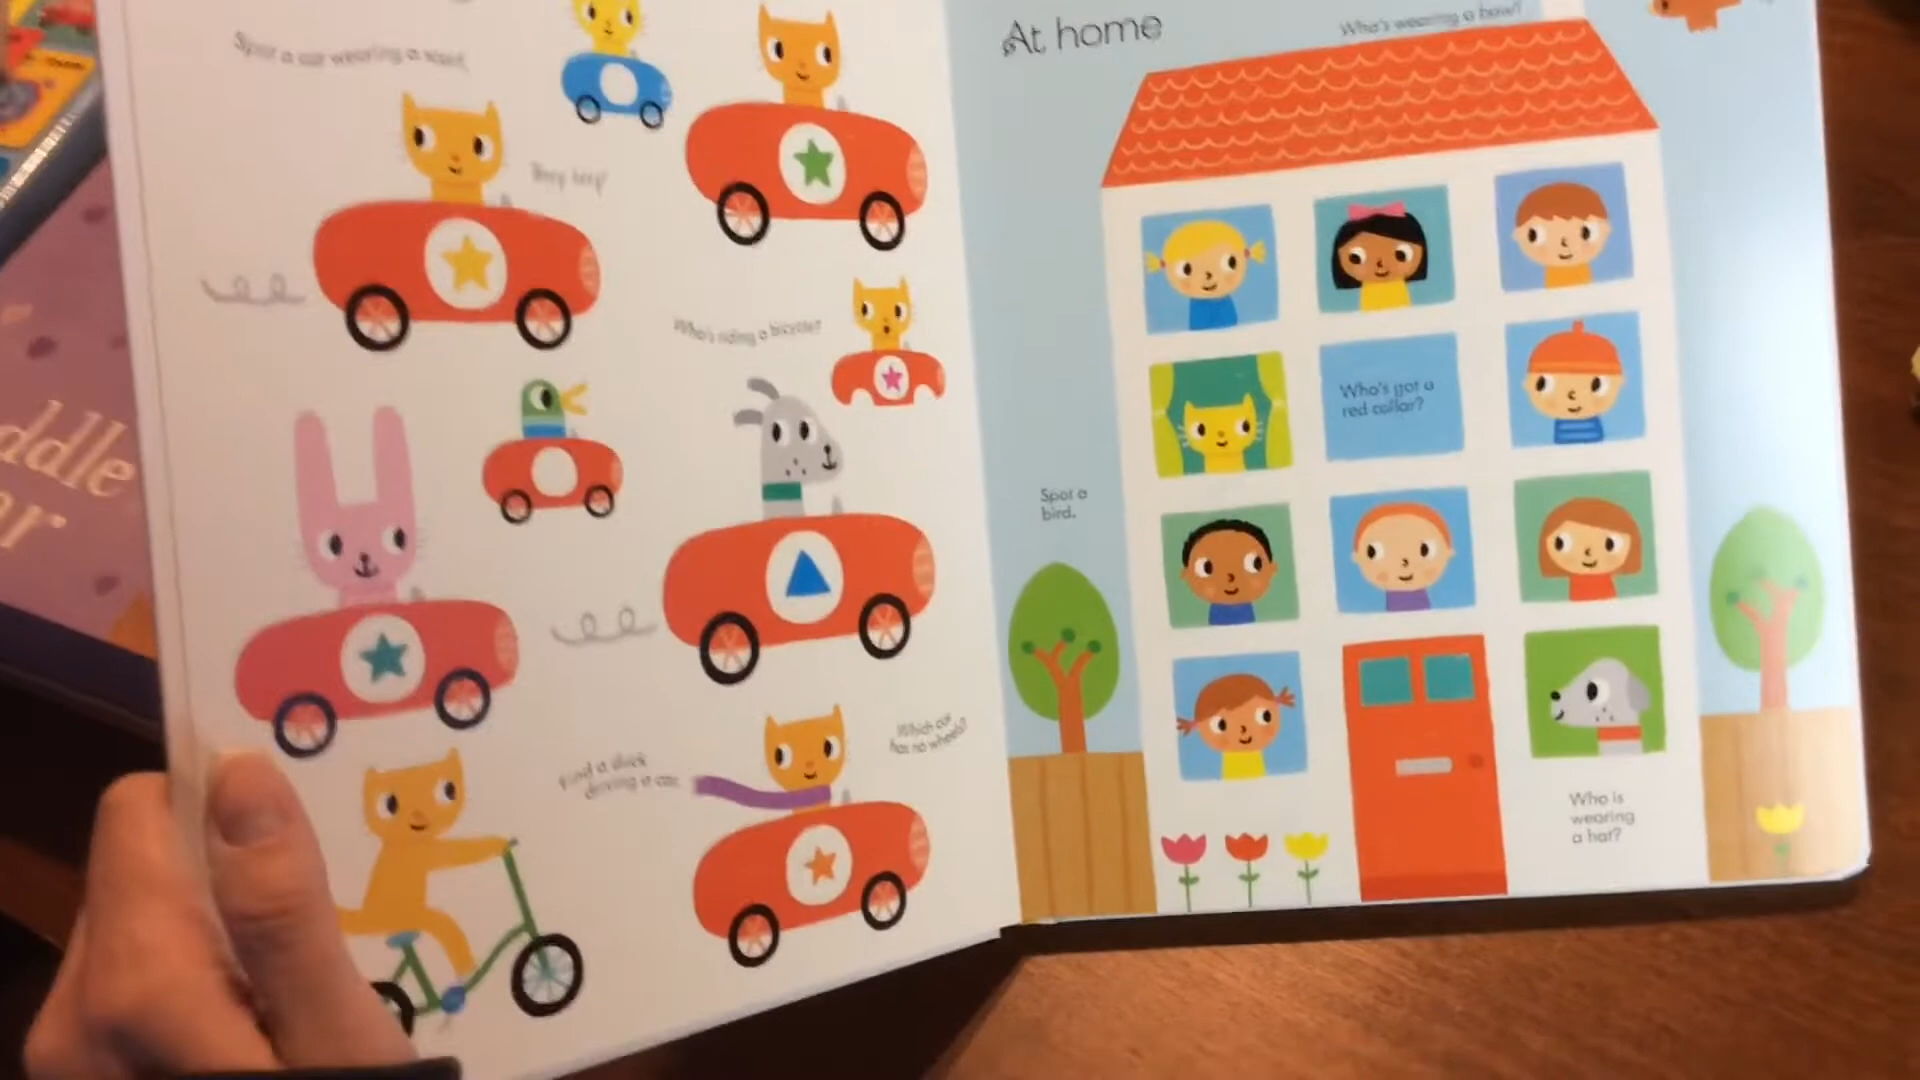 Spot a cat wearing a scarf.
Beep beep!
Who's riding a bicycle?
Find a duck
driving a car.
Which car
has no wheels?
At home
Who's wearing a bow?
Who's got a
red collar?
Spot a
bird.
Who is
wearing
a hat?
ddle